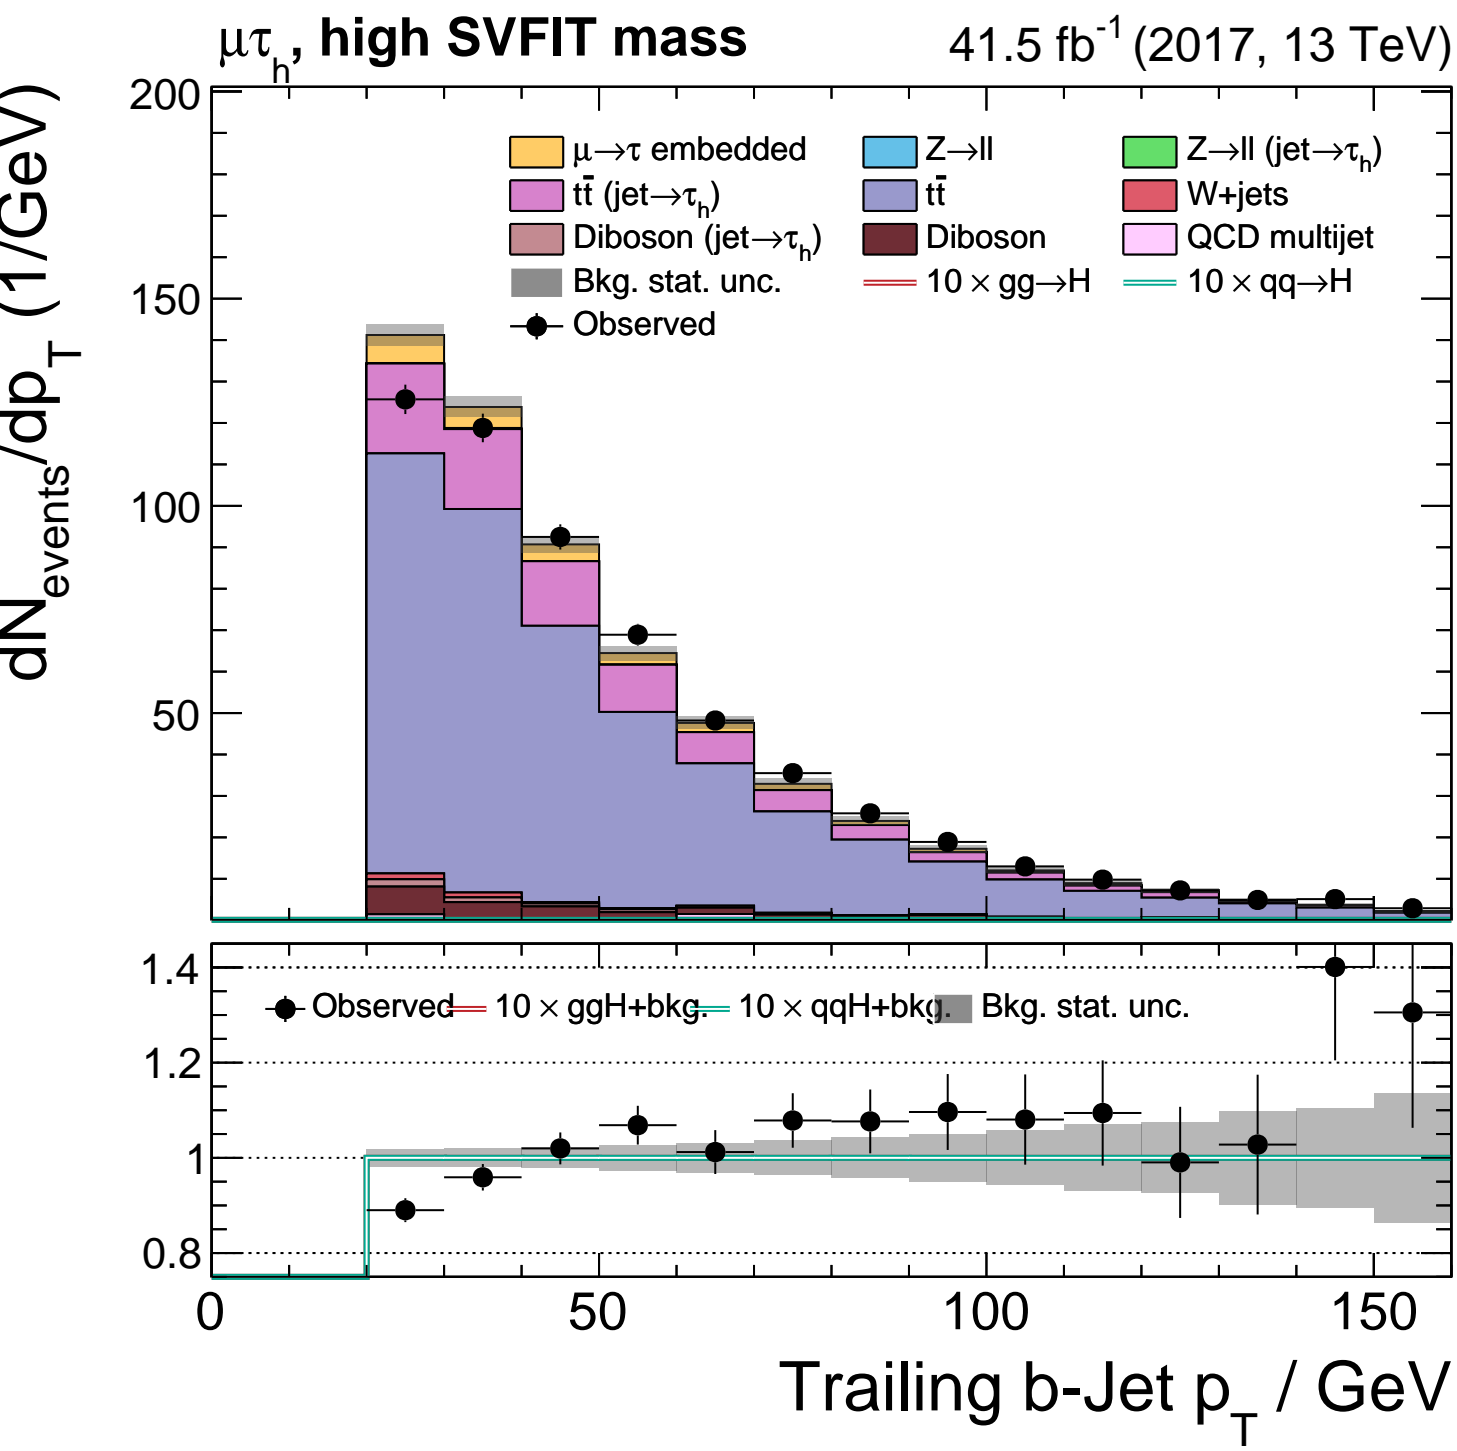 μτh, high SVFIT mass 41.5 fb-1 (2017, 13 TeV)
dNevents/dpT (1/GeV)
200
150
100
50
μ→τ embedded Z→ll Z→ll (jet→τh)
tt̄ (jet→τh) tt̄ W+jets
Diboson (jet→τh) Diboson QCD multijet
Bkg. stat. unc. 10 × gg→H 10 × qq→H
Observed
1.4
1.2
1
0.8
Observed 10 × ggH+bkg. 10 × qqH+bkg. Bkg. stat. unc.
0 50 100 150
Trailing b-Jet pT / GeV